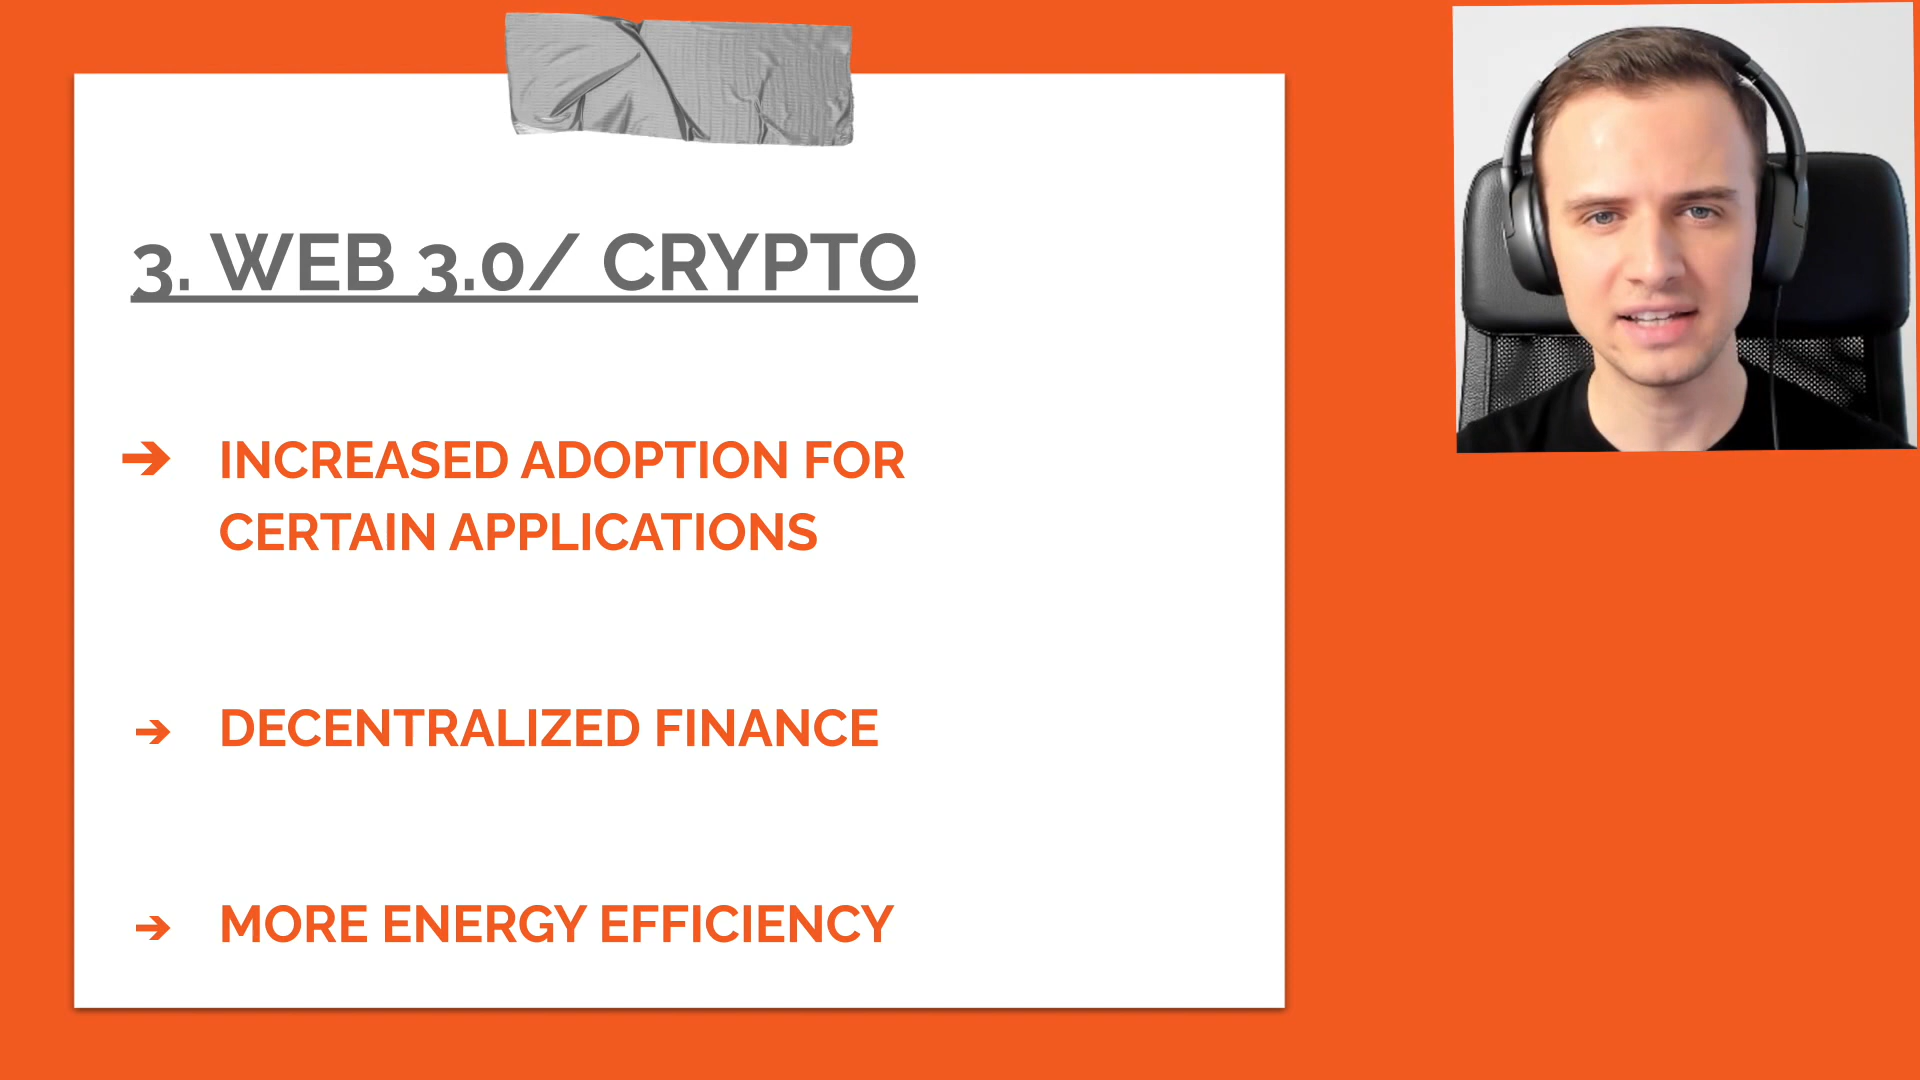 3. WEB 3.0/ CRYPTO
➔ INCREASED ADOPTION FOR
CERTAIN APPLICATIONS
➔ DECENTRALIZED FINANCE
➔ MORE ENERGY EFFICIENCY